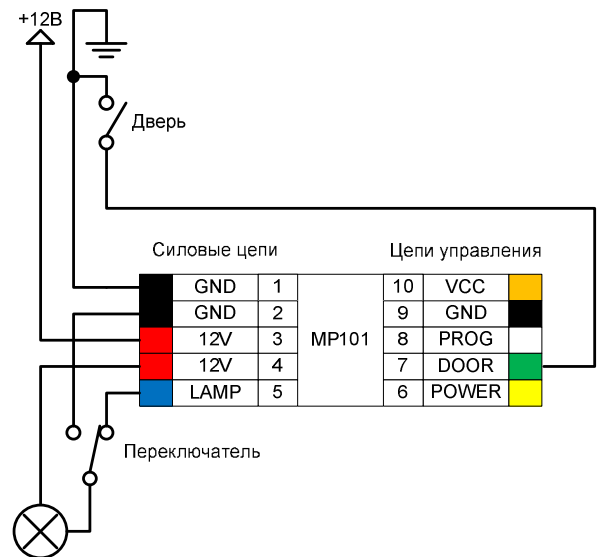 +12В
Дверь
Силовые цепи
Цепи управления
GND 1 10 VCC
GND 2 9 GND
12V 3 MP101 8 PROG
12V 4 7 DOOR
LAMP 5 6 POWER
Переключатель